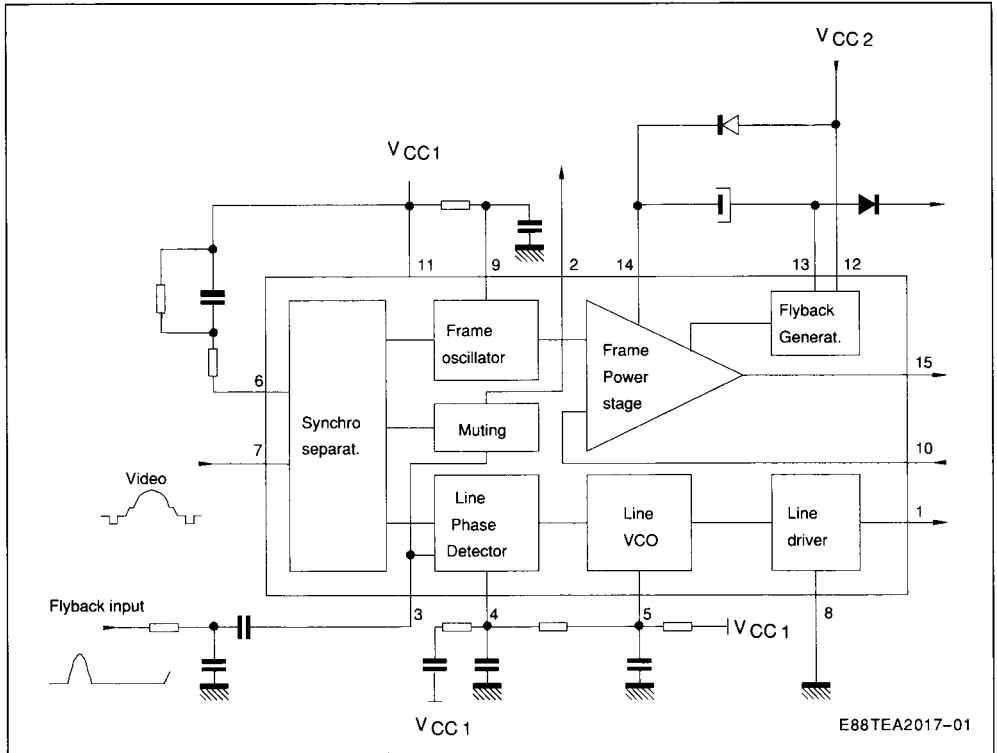 V CC 2
V CC1
11
9
2
14
13
12
Flyback
Generat.
Frame
oscillator
Frame
Power
stage
15
6
Synchro
separat.
Muting
7
10
Video
Line
Phase
Detector
Line
VCO
Line
driver
1
Flyback input
3
4
5
8
V CC 1
V CC 1
E88TEA2017-01